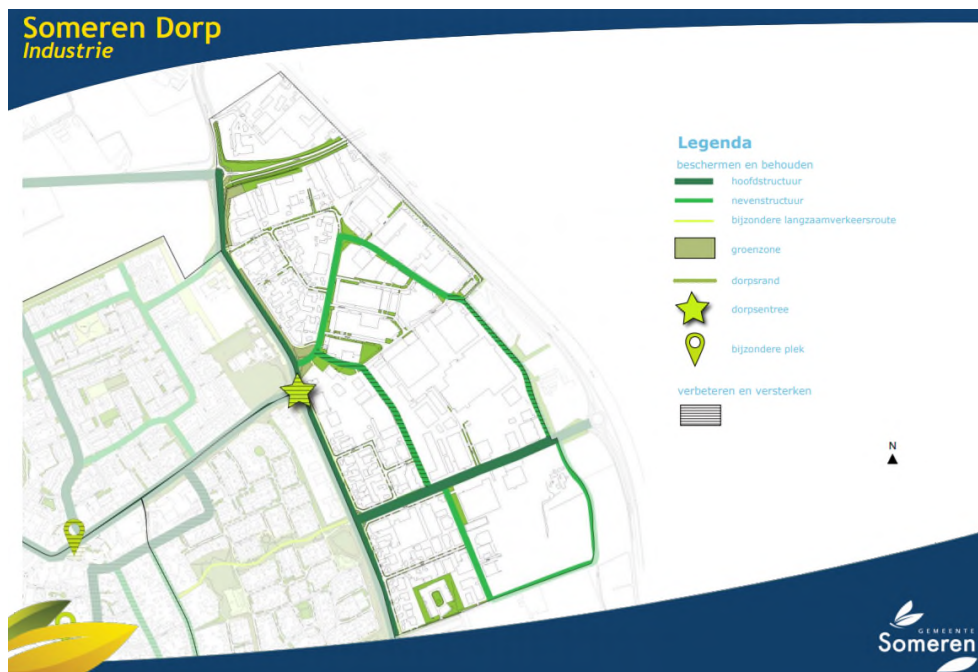 Someren Dorp
Industrie
Legenda
beschermen en behouden
hoofdstructuur
nevenstructuur
bijzondere langzaamverkeersroute
groenzone
dorpsrand
dorpsentree
bijzondere plek
verbeteren en versterken
N
GEMEENTE
Someren